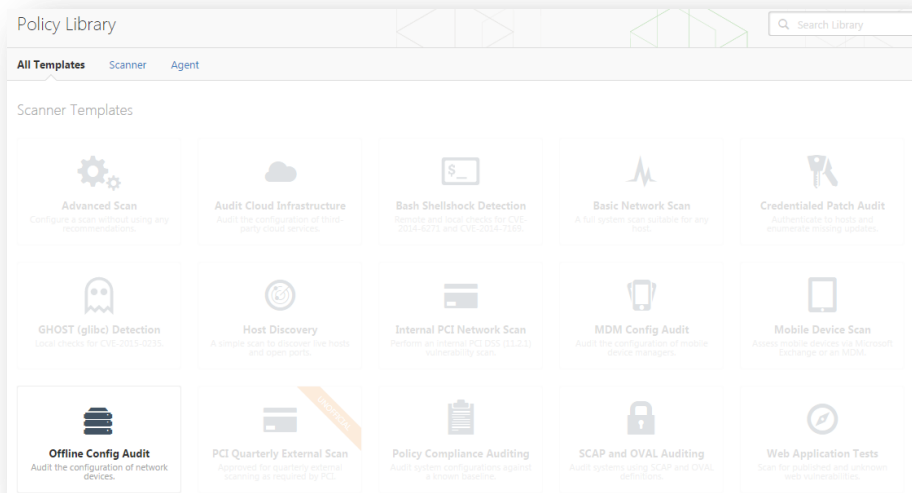 Policy Library
Search Library
All Templates Scanner Agent
Scanner Templates
Advanced Scan
Configure a scan without using any
recommendations.
Audit Cloud Infrastructure
Audit the configuration of third-
party cloud services.
$_
Bash Shellshock Detection
Remote and local checks for CVE-
2014-6271 and CVE-2014-7169.
Basic Network Scan
A full system scan suitable for any
host.
Credentialed Patch Audit
Authenticate to hosts and
enumerate missing updates.
GHOST (glibc) Detection
Local checks for CVE-2015-0235.
Host Discovery
A simple scan to discover live hosts
and open ports.
Internal PCI Network Scan
Perform an internal PCI DSS (11.2.1)
vulnerability scan.
MDM Config Audit
Audit the configuration of mobile
device managers.
Mobile Device Scan
Assess mobile devices via Microsoft
Exchange or an MDM.
Offline Config Audit
Audit the configuration of network
devices.
UNOFFICIAL
PCI Quarterly External Scan
Approved for quarterly external
scanning as required by PCI.
Policy Compliance Auditing
Audit system configurations against
a known baseline.
SCAP and OVAL Auditing
Audit systems using SCAP and OVAL
definitions.
Web Application Tests
Scan for published and unknown
web vulnerabilities.